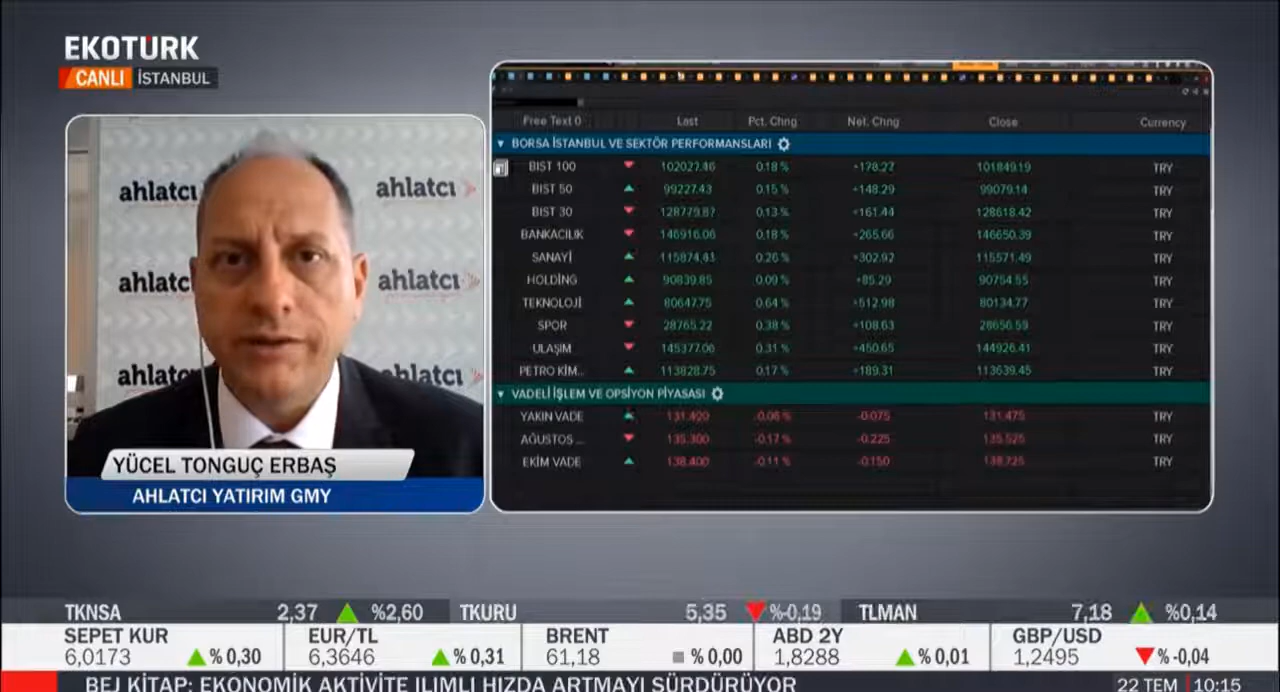 EKOTÜRK
CANLI İSTANBUL
ahlatcı ahlatcı
ahlatcı ahlatcı
ahlatcı ahlatcı
YÜCEL TONGUÇ ERBAŞ
AHLATCI YATIRIM GMY
Free Text 0 Last Pct. Chng Net. Chng Close Currency
BORSA İSTANBUL VE SEKTÖR PERFORMANSLARI
BIST 100 102027.46 0.18 % +178.27 101849.19 TRY
BIST 50 99227.43 0.15 % +148.29 99079.14 TRY
BIST 30 128779.87 0.13 % +161.44 128618.42 TRY
BANKACILIK 146916.06 0.18 % +265.66 146650.39 TRY
SANAYİ 115874.41 0.26 % +302.92 115571.49 TRY
HOLDİNG 90839.85 0.09 % +85.29 90754.55 TRY
TEKNOLOJİ 80647.75 0.64 % +512.98 80134.77 TRY
SPOR 28765.22 0.38 % +108.63 28656.59 TRY
ULAŞIM 145377.06 0.31 % +450.65 144926.41 TRY
PETRO KİM.. 113828.75 0.17 % +189.31 113639.45 TRY
VADELİ İŞLEM VE OPSİYON PİYASASI
YAKIN VADE 131.400 -0.06 % -0.075 131.475 TRY
AĞUSTOS ... 135.300 -0.17 % -0.225 135.525 TRY
EKİM VADE -0.11 % -0.150 TRY
TKNSA 2,37 %2,60 TKURU 5,35 %-0,19 TLMAN 7,18 %0,14
SEPET KUR EUR/TL BRENT ABD 2Y GBP/USD
6,0173 % 0,30 6,3646 % 0,31 61,18 % 0,00 1,8288 % 0,01 1,2495 % -0,04
BEJ KİTAP: EKONOMİK AKTİVİTE ILIMLI HIZDA ARTMAYI SÜRDÜRÜYOR 22 TEM 10:15